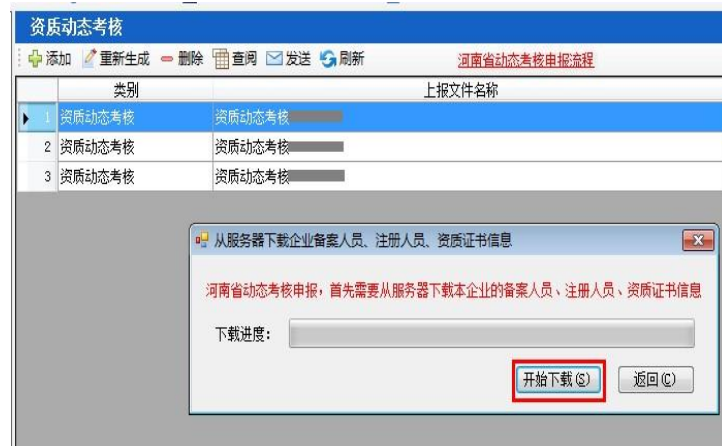 资质动态考核
添加 重新生成 删除 查阅 发送 刷新 河南省动态考核申报流程
类别 上报文件名称
1 资质动态考核 资质动态考核
2 资质动态考核 资质动态考核
3 资质动态考核 资质动态考核
从服务器下载企业备案人员、注册人员、资质证书信息
河南省动态考核申报，首先需要从服务器下载本企业的备案人员、注册人员、资质证书信息
下载进度：
开始下载(S) 返回(C)